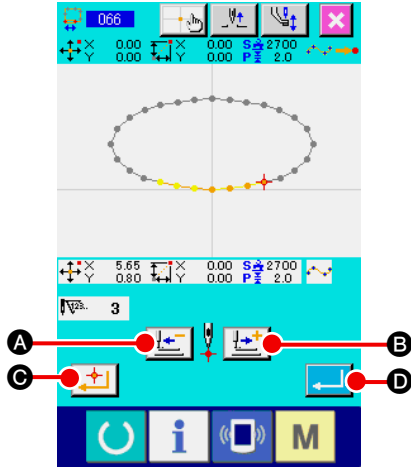 066
X 0.00 X 0.00 S 2700
Y 0.00 Y 0.00 P 2.0
X 5.65 X 0.00 S 2700
Y 0.80 Y 0.00 P 2.0
123.. 3
A B
C D
i M